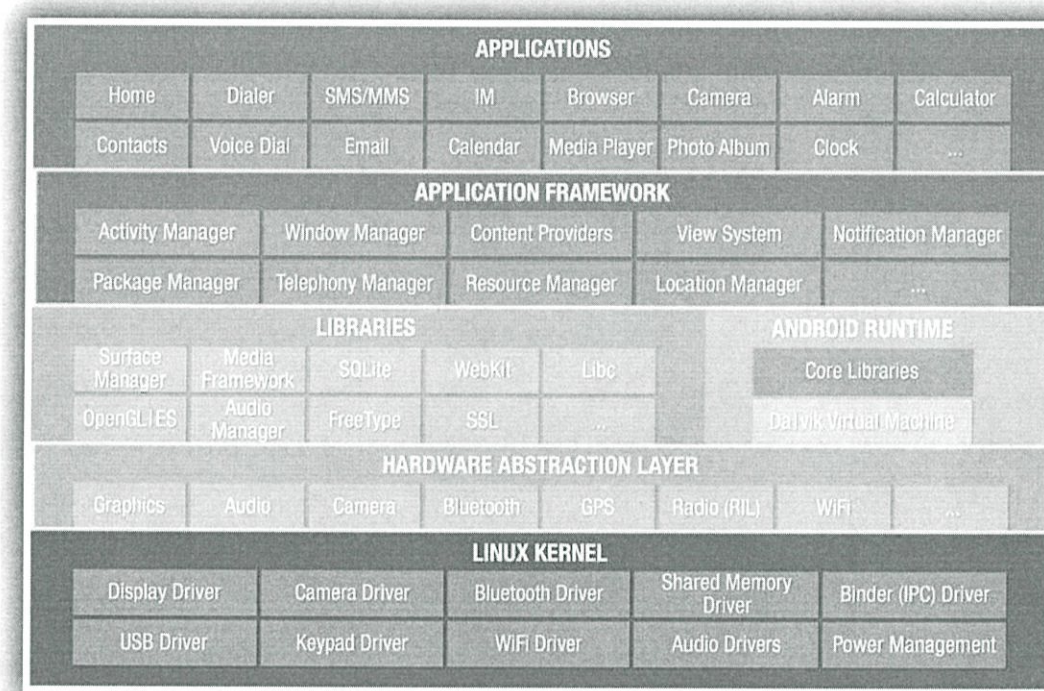 APPLICATIONS
Home Dialer SMS/MMS IM Browser Camera Alarm Calculator
Contacts Voice Dial Email Calendar Media Player Photo Album Clock ...
APPLICATION FRAMEWORK
Activity Manager Window Manager Content Providers View System Notification Manager
Package Manager Telephony Manager Resource Manager Location Manager ...
LIBRARIES
Surface Manager Media Framework SQLite WebKit Libc
OpenGL|ES Audio Manager FreeType SSL ...
ANDROID RUNTIME
Core Libraries
Dalvik Virtual Machine
HARDWARE ABSTRACTION LAYER
Graphics Audio Camera Bluetooth GPS Radio (RIL) WiFi ...
LINUX KERNEL
Display Driver Camera Driver Bluetooth Driver Shared Memory Driver Binder (IPC) Driver
USB Driver Keypad Driver WiFi Driver Audio Drivers Power Management